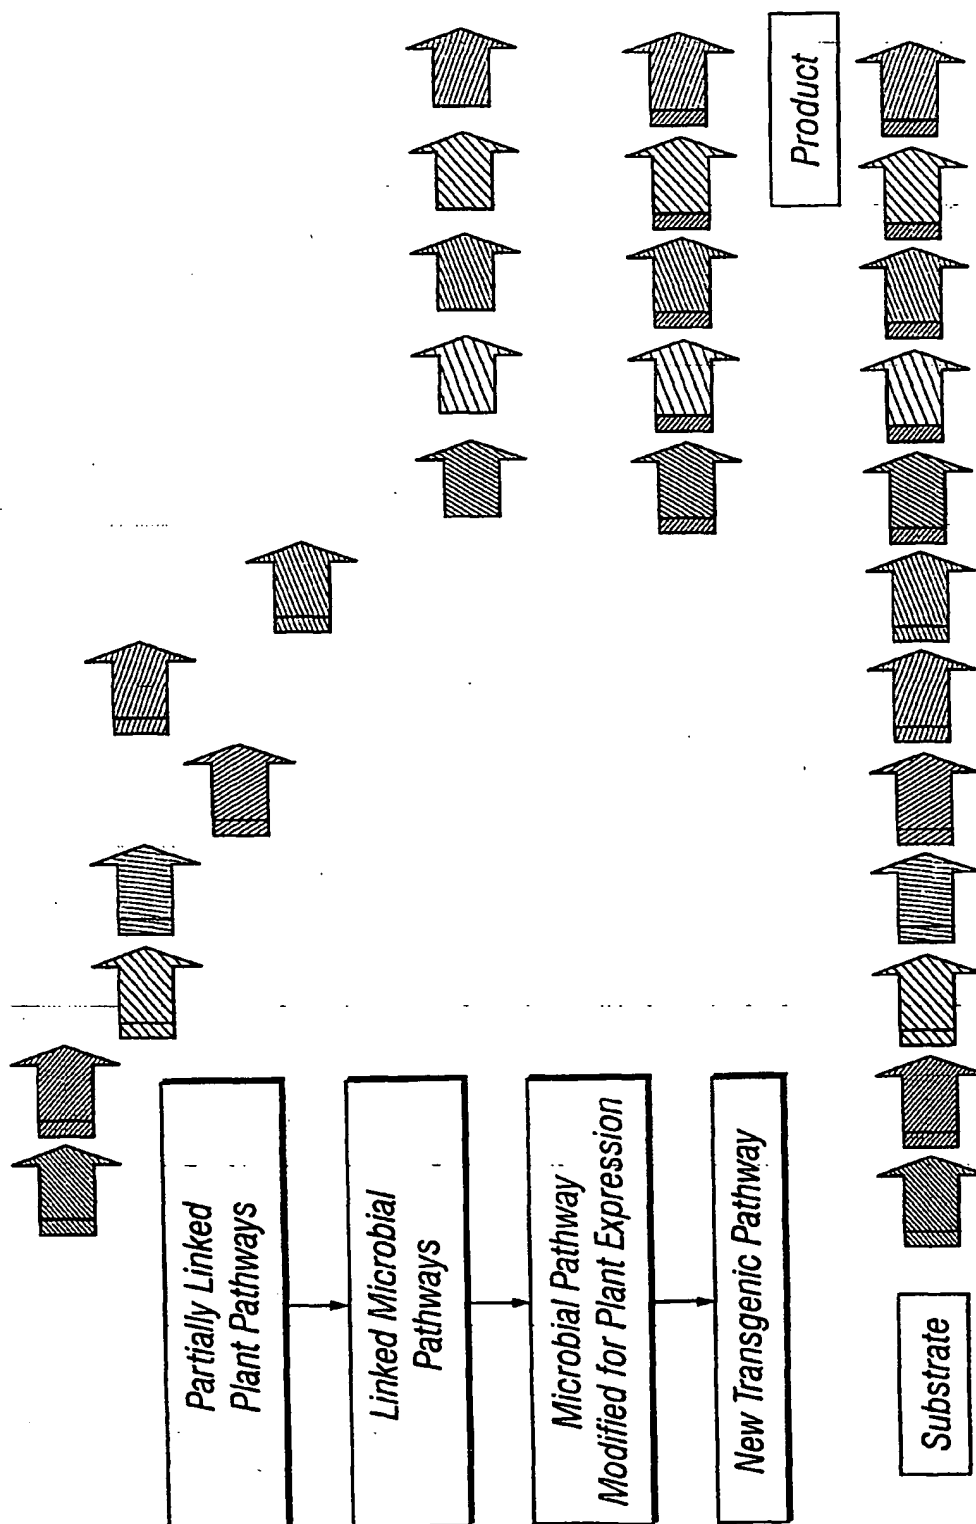 Partially Linked
Plant Pathways
Linked Microbial
Pathways
Microbial Pathway
Modified for Plant Expression
New Transgenic Pathway
Substrate
Product